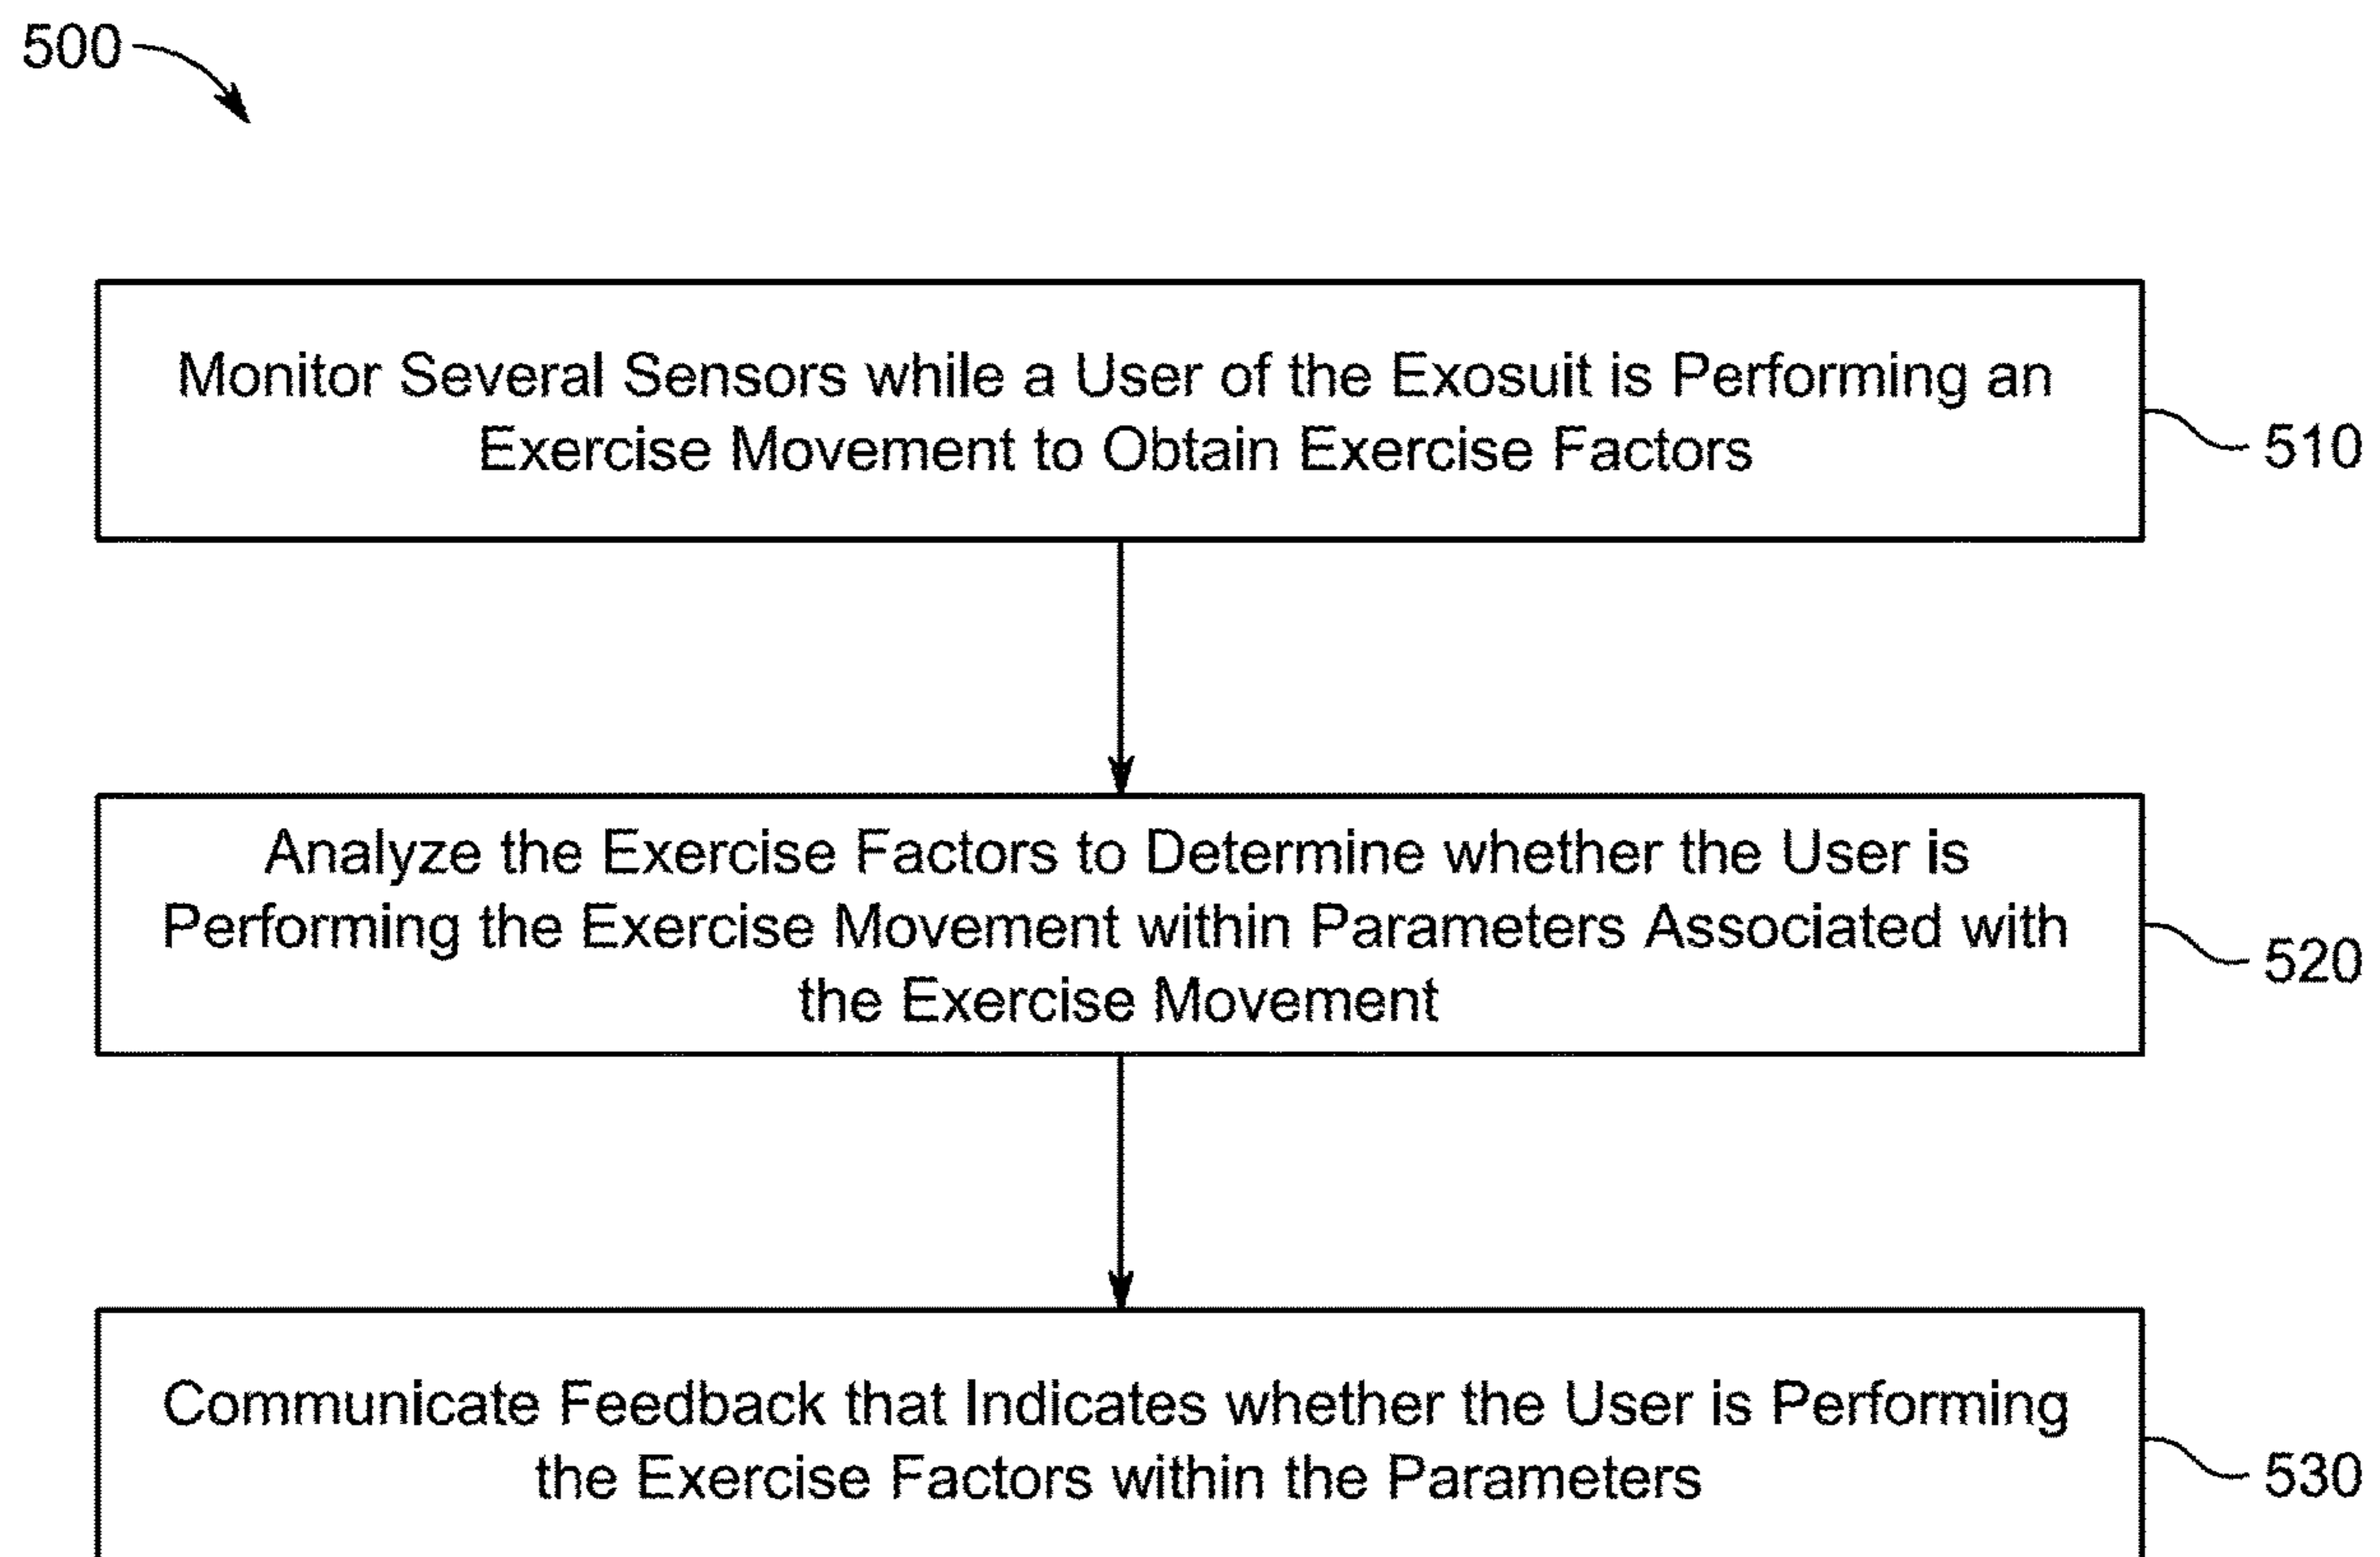 500
Monitor Several Sensors while a User of the Exosuit is Performing an
Exercise Movement to Obtain Exercise Factors
510
Analyze the Exercise Factors to Determine whether the User is
Performing the Exercise Movement within Parameters Associated with
the Exercise Movement
520
Communicate Feedback that Indicates whether the User is Performing
the Exercise Factors within the Parameters
530